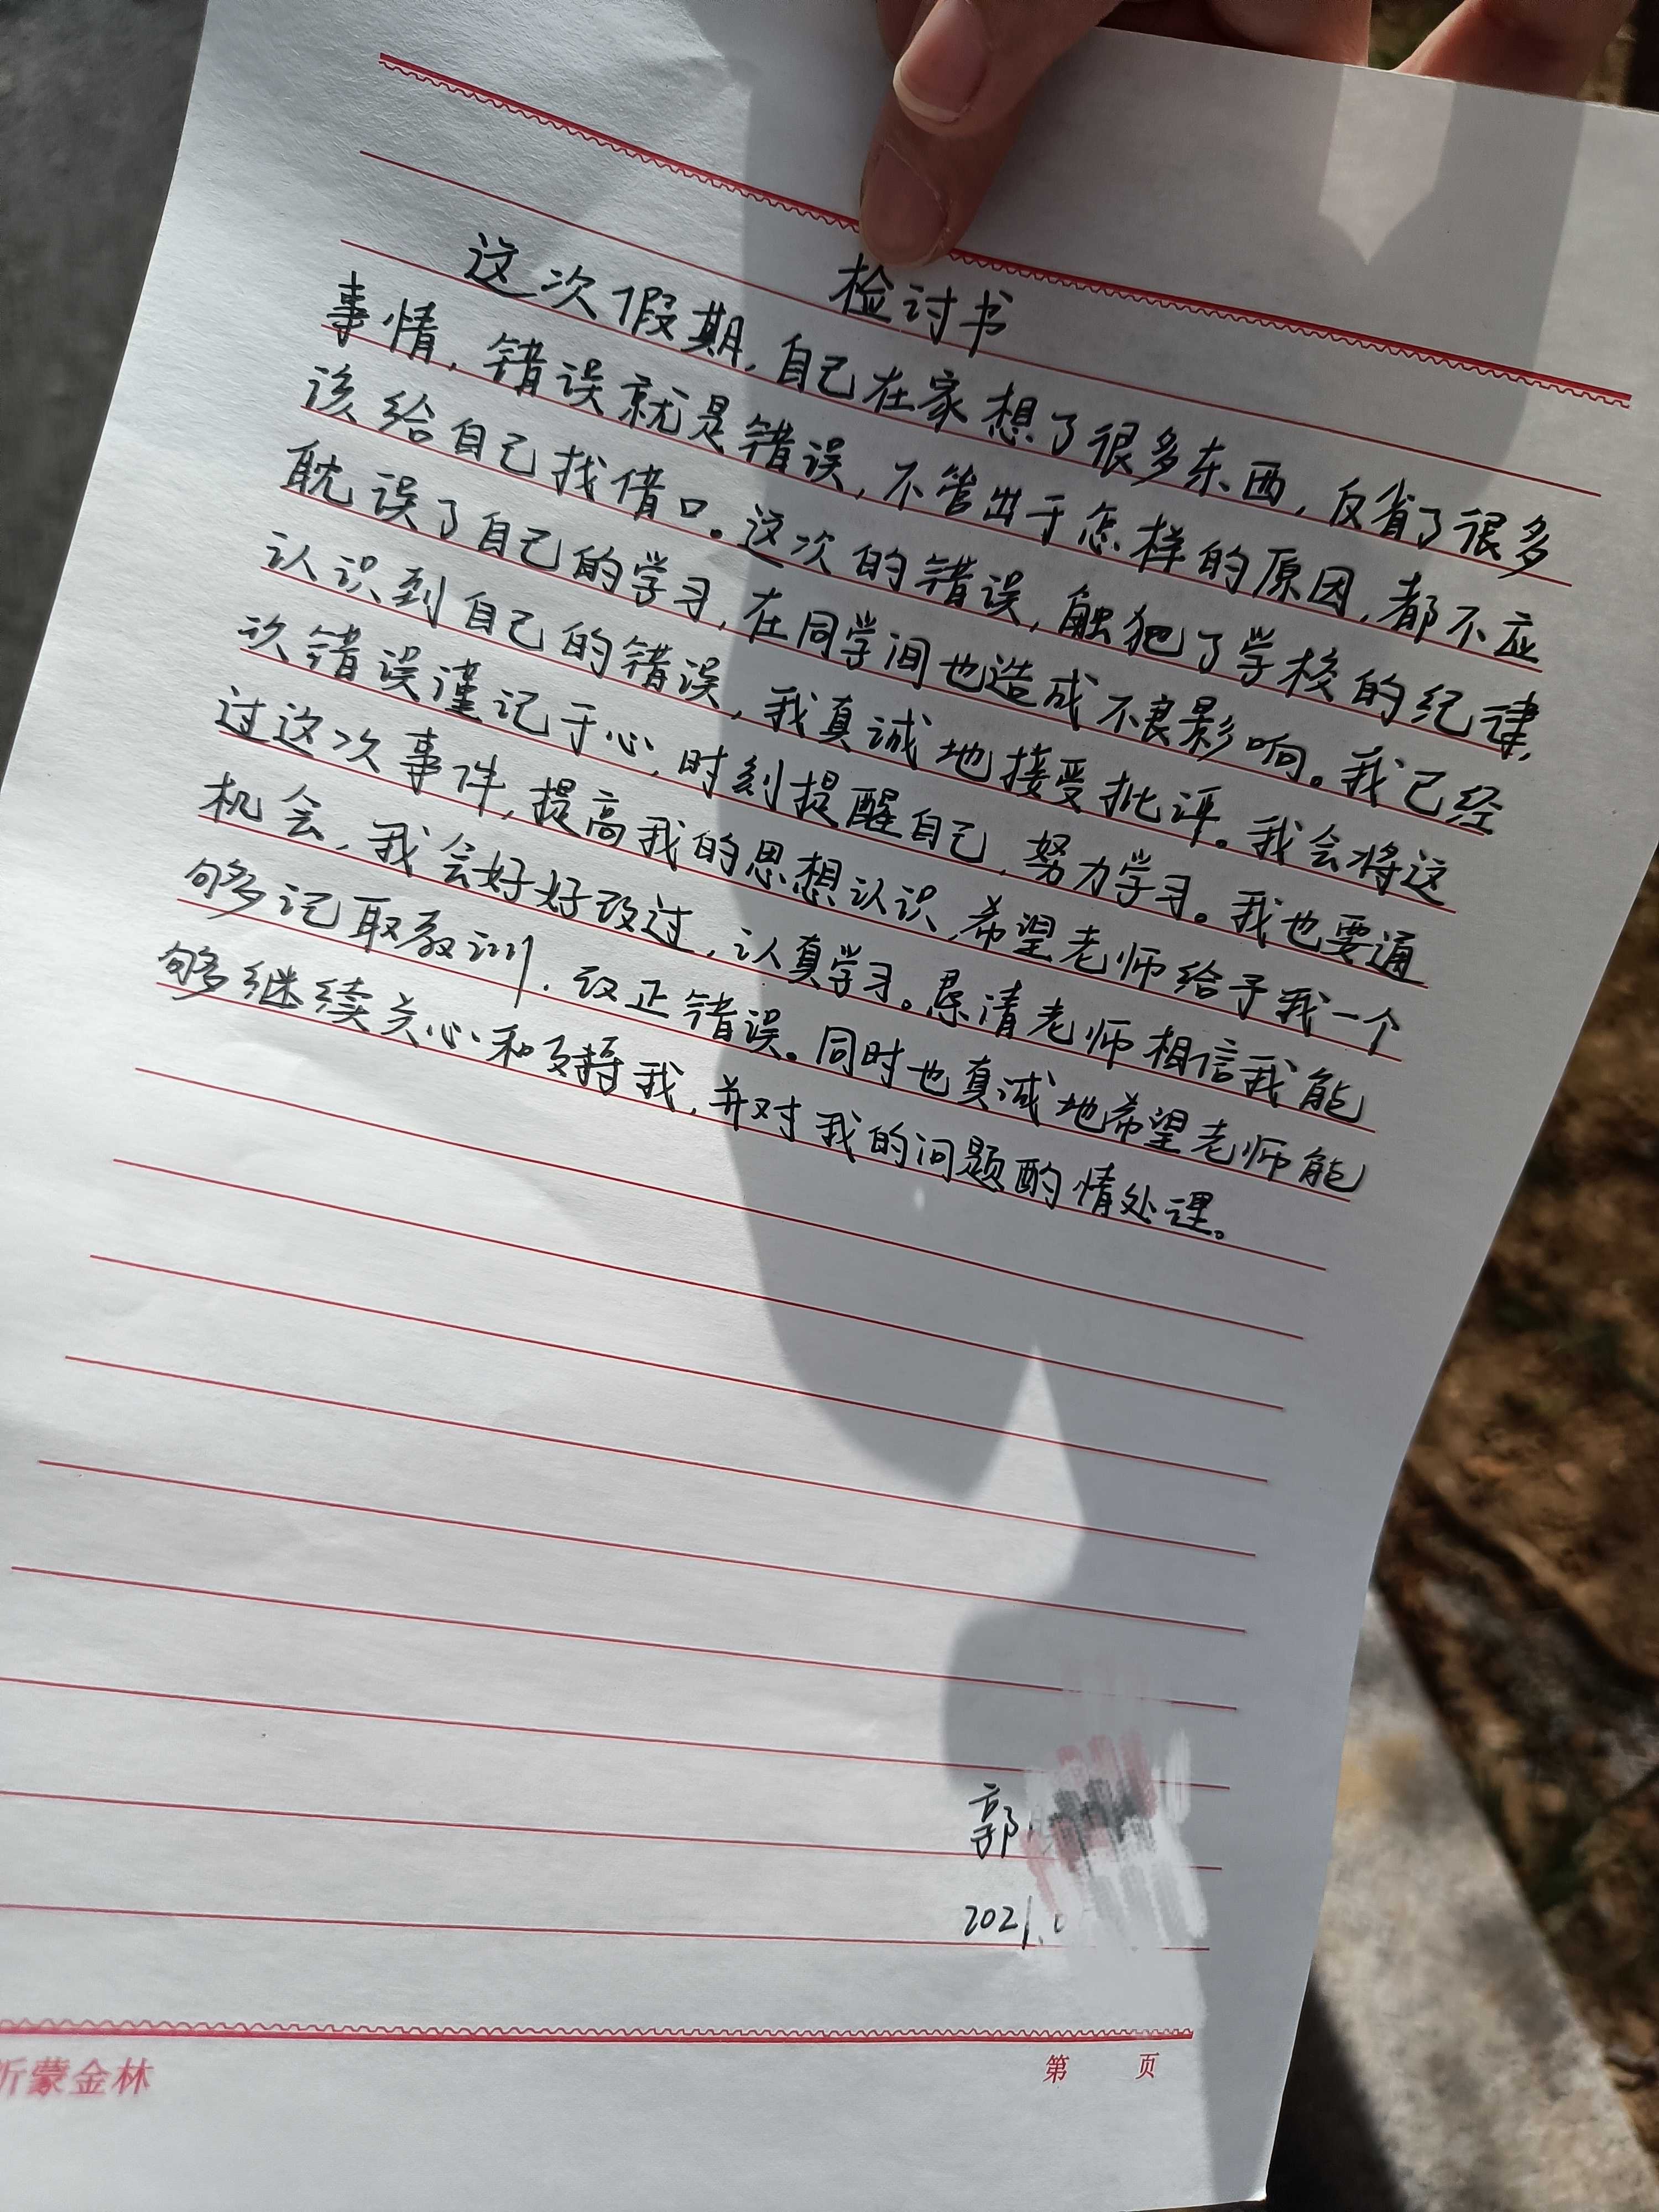 检讨书
这次假期,自己在家想了很多东西,反省了很多
事情,错误就是错误,不管出于怎样的原因,都不应
该给自己找借口。这次的错误,触犯了学校的纪律,
耽误了自己的学习,在同学间也造成不良影响。我已经
认识到自己的错误,我真诚地接受批评。我会将这
次错误谨记于心,时刻提醒自己,努力学习。我也要通
过这次事件,提高我的思想认识,希望老师给予我一个
机会,我会好好改过,认真学习。恳请老师相信我能
够记取教训,改正错误。同时也真诚地希望老师能
够继续关心和支持我,并对我的问题酌情处理。
郭
2021.
沂蒙金林
第 页